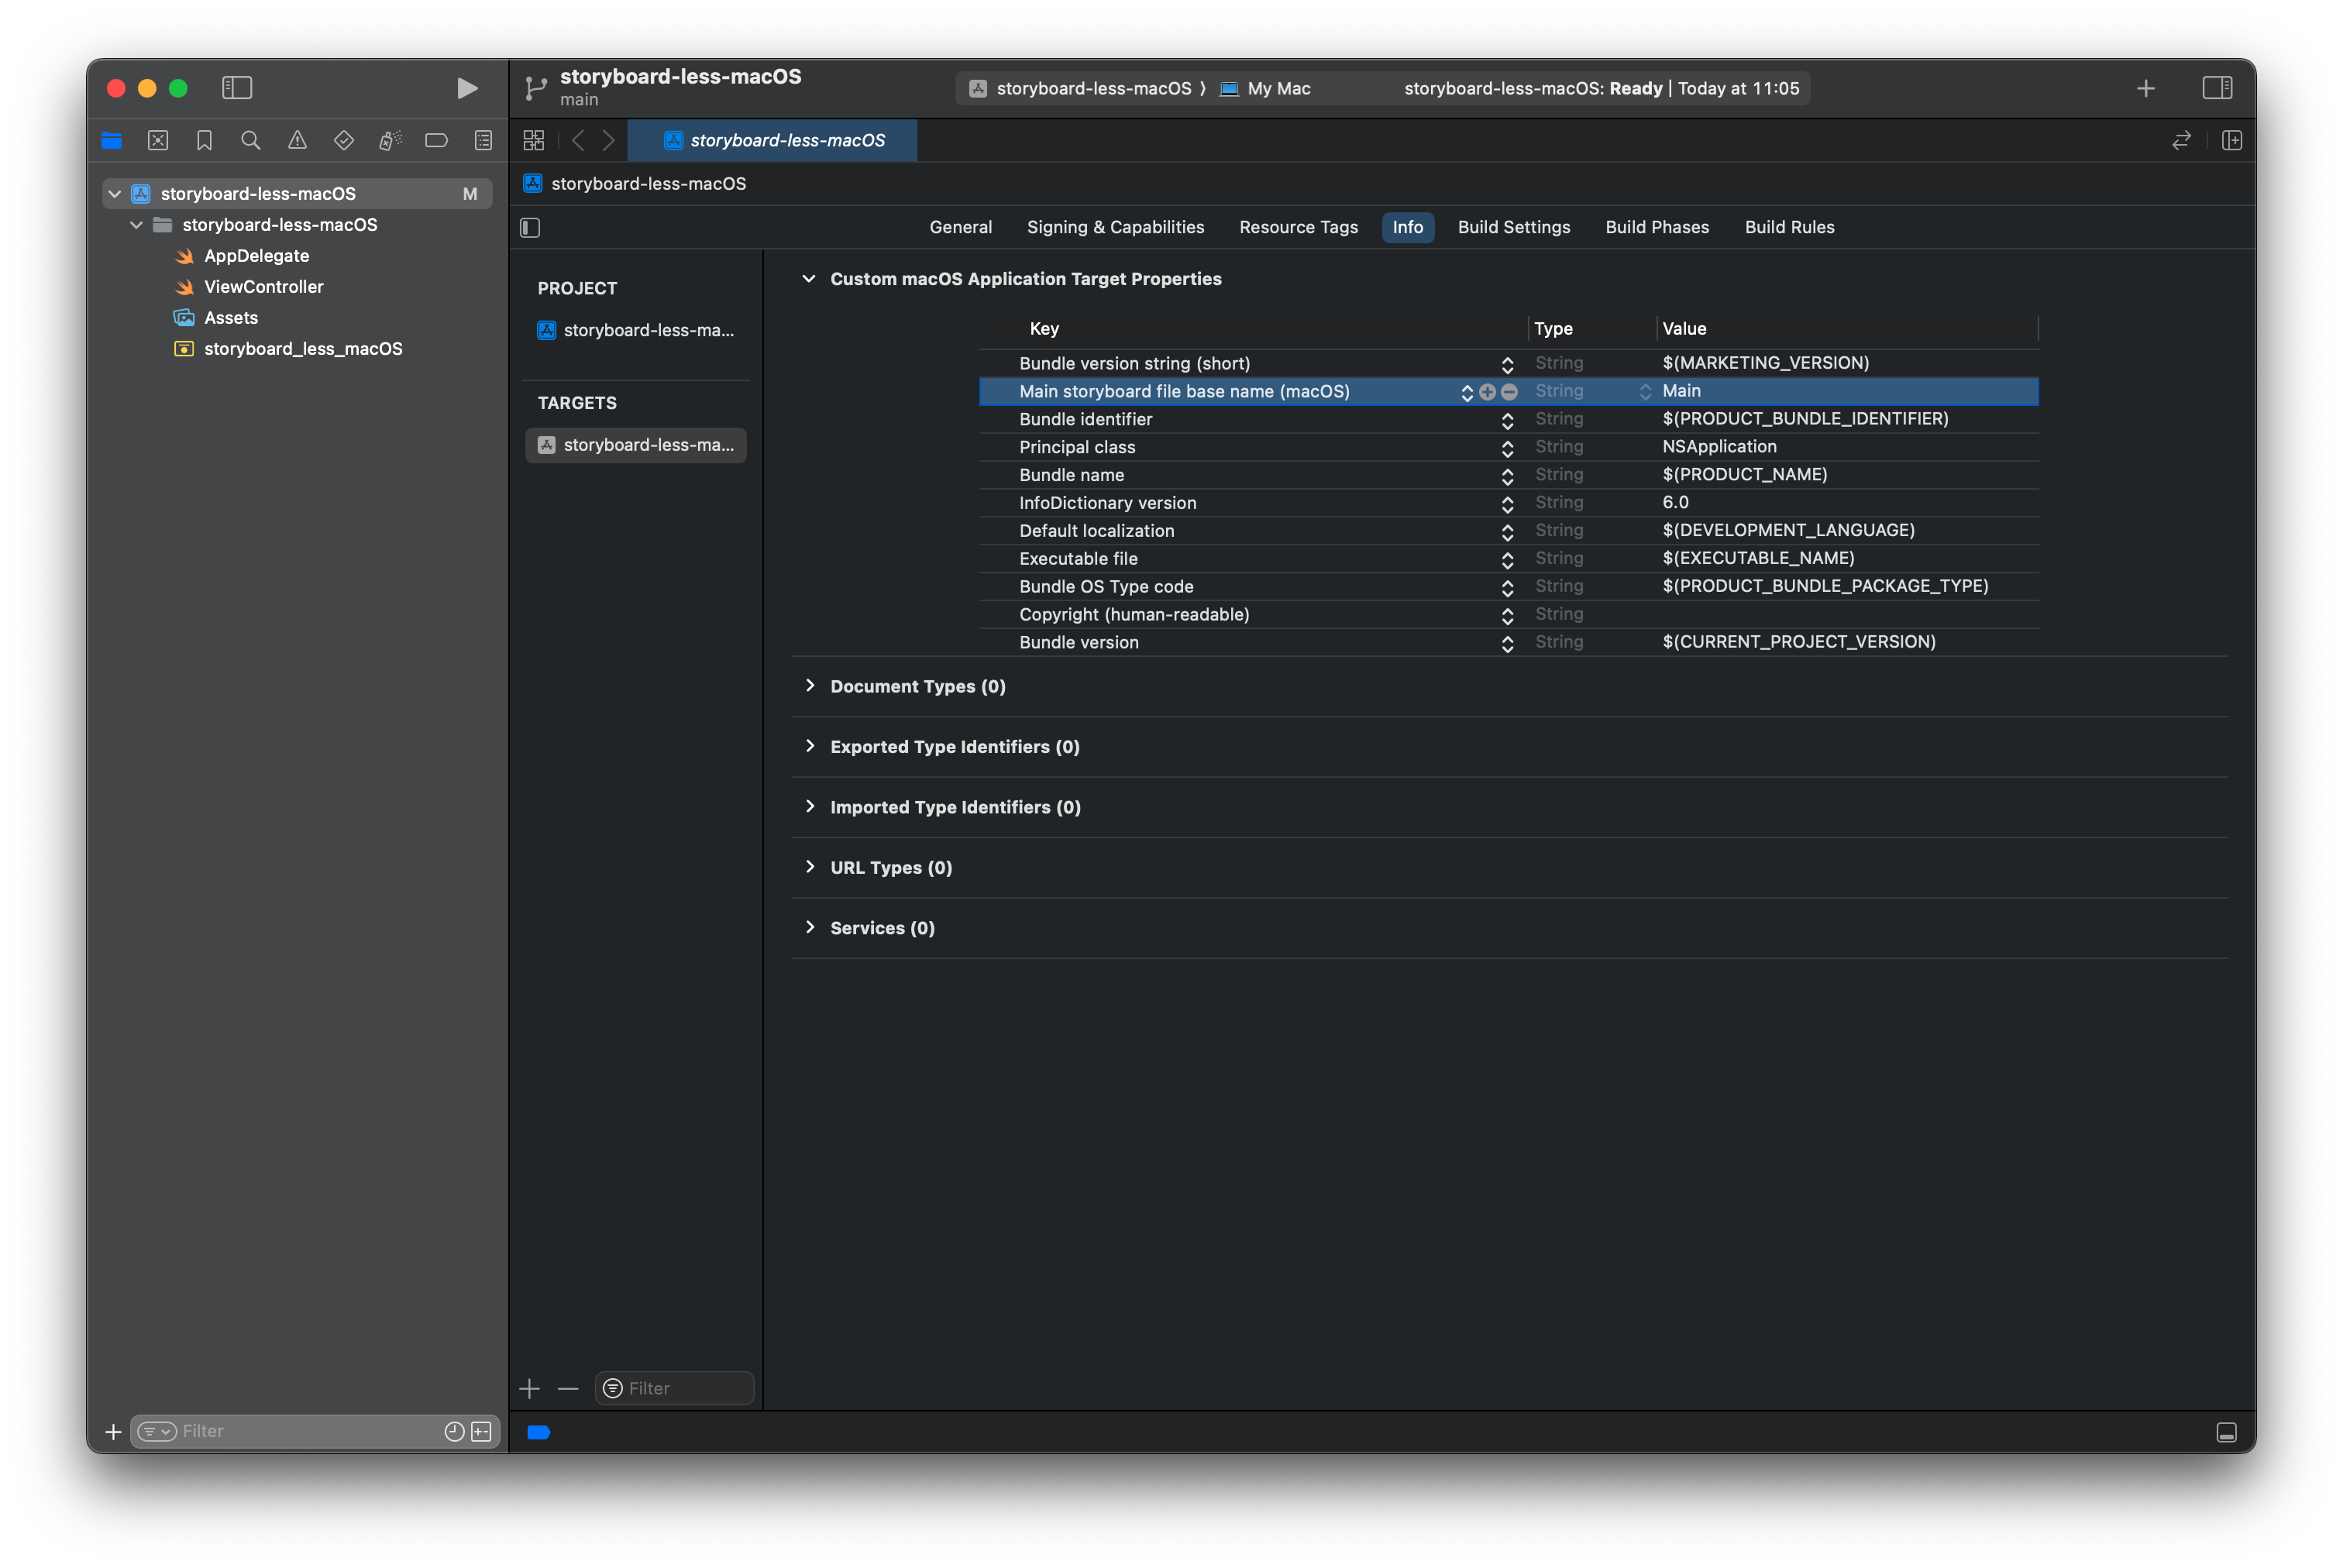 storyboard-less-macOS
main
storyboard-less-macOS ⟩ My Mac
storyboard-less-macOS: Ready | Today at 11:05
storyboard-less-macOS
storyboard-less-macOS M
storyboard-less-macOS
AppDelegate
ViewController
Assets
storyboard_less_macOS
Filter
storyboard-less-macOS
General Signing & Capabilities Resource Tags Info Build Settings Build Phases Build Rules
PROJECT
storyboard-less-ma...
TARGETS
storyboard-less-ma...
Filter
Custom macOS Application Target Properties
Key Type Value
Bundle version string (short) String $(MARKETING_VERSION)
Main storyboard file base name (macOS) String Main
Bundle identifier String $(PRODUCT_BUNDLE_IDENTIFIER)
Principal class String NSApplication
Bundle name String $(PRODUCT_NAME)
InfoDictionary version String 6.0
Default localization String $(DEVELOPMENT_LANGUAGE)
Executable file String $(EXECUTABLE_NAME)
Bundle OS Type code String $(PRODUCT_BUNDLE_PACKAGE_TYPE)
Copyright (human-readable) String
Bundle version String $(CURRENT_PROJECT_VERSION)
Document Types (0)
Exported Type Identifiers (0)
Imported Type Identifiers (0)
URL Types (0)
Services (0)